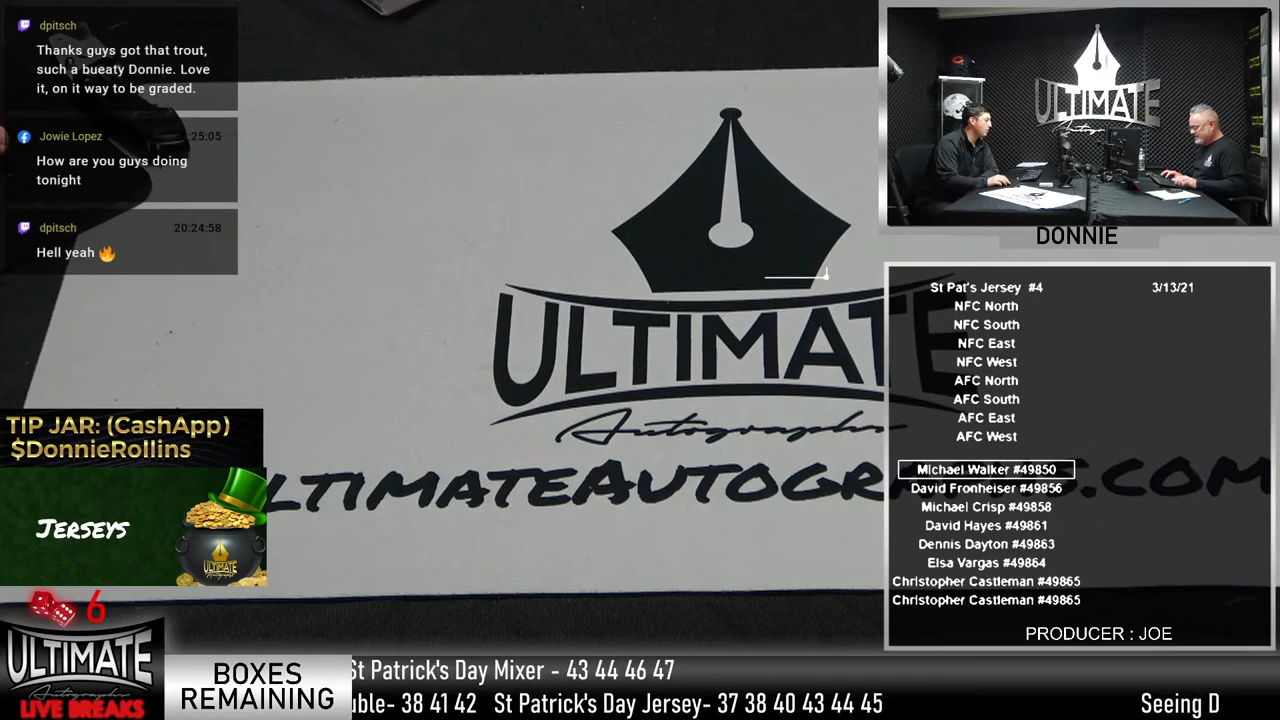 dpitsch
Thanks guys got that trout,
such a bueaty Donnie. Love
it, on it way to be graded.
Jowie Lopez :25:05
How are you guys doing
tonight
dpitsch 20:24:58
Hell yeah 🔥
TIP JAR: (CashApp)
$DonnieRollins
JERSEYS
ULTIMATE
6
ULTIMATE
Autographs
LIVE BREAKS
ULTIMATE
Autographs
ULTIMATEAUTOGRAPHS.COM
ULTIMATE
DONNIE
St Pat's Jersey #4 3/13/21
NFC North
NFC South
NFC East
NFC West
AFC North
AFC South
AFC East
AFC West
Michael Walker #49850
David Fronheiser #49856
Michael Crisp #49858
David Hayes #49861
Dennis Dayton #49863
Elsa Vargas #49864
Christopher Castleman #49865
Christopher Castleman #49865
PRODUCER : JOE
BOXES
REMAINING
St Patrick's Day Mixer - 43 44 46 47
uble- 38 41 42 St Patrick's Day Jersey- 37 38 40 43 44 45 Seeing D